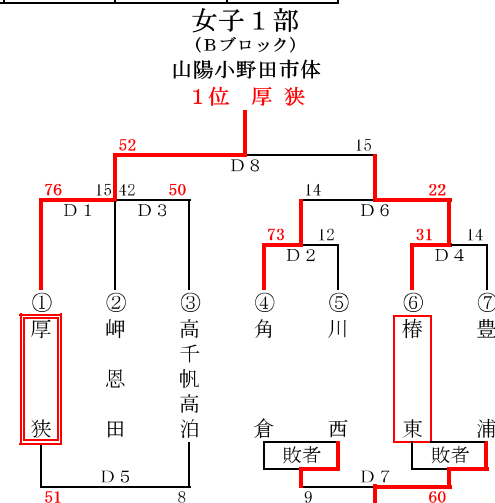 女子１部
（Ｂブロック）
山陽小野田市体
１位 厚狭
52 15
Ｄ８
76 15 42 50 14 22
Ｄ１ Ｄ３ Ｄ６
73 12 31 14
Ｄ２ Ｄ４
① ② ③ ④ ⑤ ⑥ ⑦
厚狭
岬恩田
高千帆高泊
角倉
川西
椿東
豊浦
敗者 敗者
Ｄ５ Ｄ７
51 8 9 60